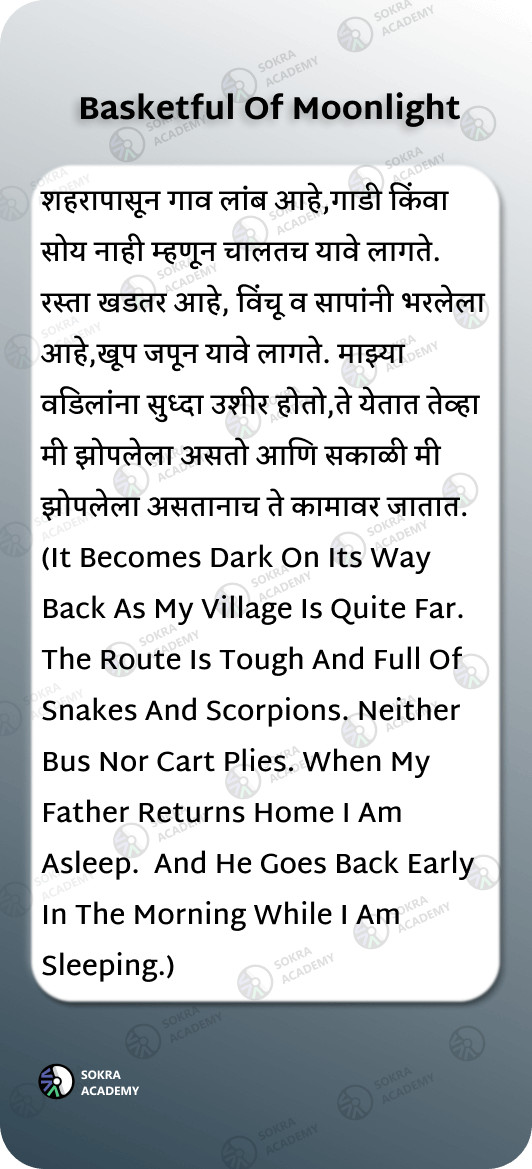 Basketful Of Moonlight
शहरापासून गाव लांब आहे,गाडी किंवा
सोय नाही म्हणून चालतच यावे लागते.
रस्ता खडतर आहे, विंचू व सापांनी भरलेला
आहे,खूप जपून यावे लागते. माझ्या
वडिलांना सुध्दा उशीर होतो,ते येतात तेव्हा
मी झोपलेला असतो आणि सकाळी मी
झोपलेला असतानाच ते कामावर जातात.
(It Becomes Dark On Its Way
Back As My Village Is Quite Far.
The Route Is Tough And Full Of
Snakes And Scorpions. Neither
Bus Nor Cart Plies. When My
Father Returns Home I Am
Asleep.  And He Goes Back Early
In The Morning While I Am
Sleeping.)
SOKRA
ACADEMY